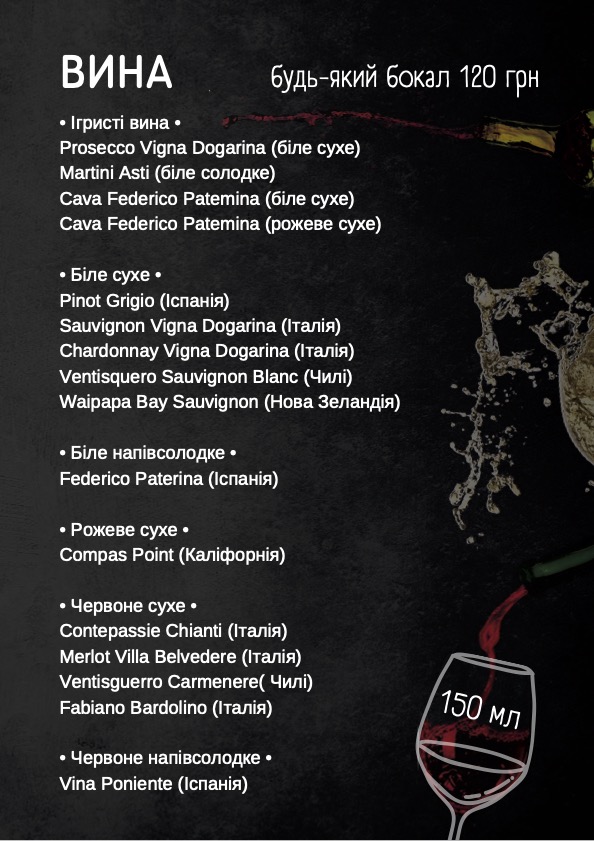 ВИНА
будь-який бокал 120 грн
• Ігристі вина •
Prosecco Vigna Dogarina (біле сухе)
Martini Asti (біле солодке)
Cava Federico Patemina (біле сухе)
Cava Federico Patemina (рожеве сухе)
• Біле сухе •
Pinot Grigio (Іспанія)
Sauvignon Vigna Dogarina (Італія)
Chardonnay Vigna Dogarina (Італія)
Ventisquero Sauvignon Blanc (Чилі)
Waipapa Bay Sauvignon (Нова Зеландія)
• Біле напівсолодке •
Federico Paterina (Іспанія)
• Рожеве сухе •
Compas Point (Каліфорнія)
• Червоне сухе •
Contepassie Chianti (Італія)
Merlot Villa Belvedere (Італія)
Ventisguerro Carmenere( Чилі)
Fabiano Bardolino (Італія)
150 мл
• Червоне напівсолодке •
Vina Poniente (Іспанія)